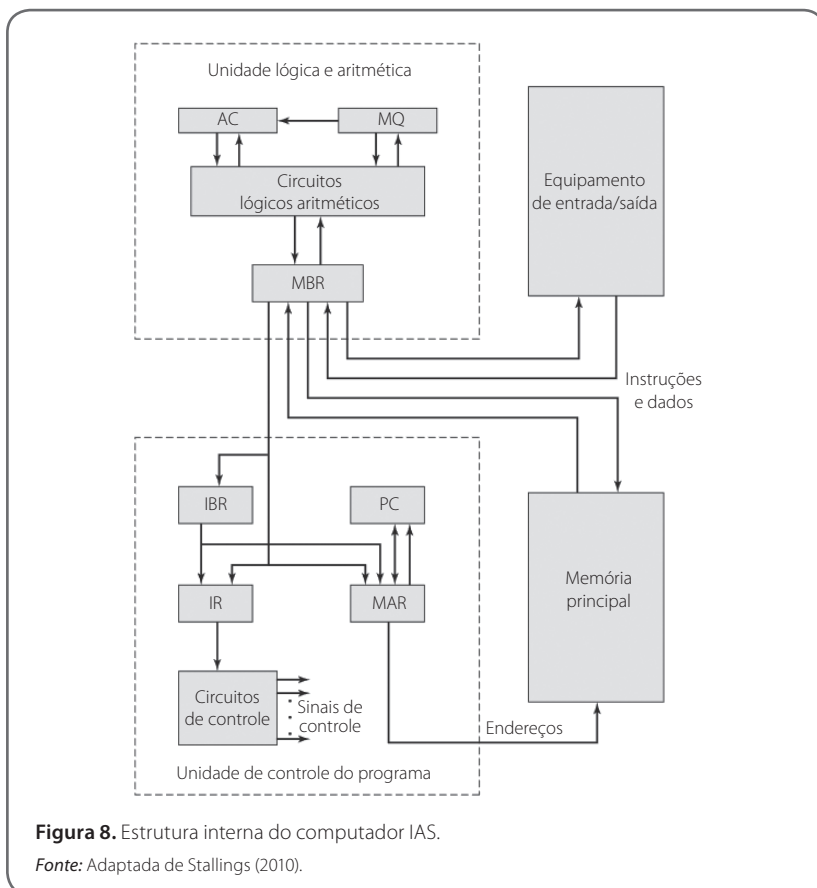 Unidade lógica e aritmética
AC
MQ
Circuitos
lógicos aritméticos
MBR
Equipamento
de entrada/saída
Instruções
e dados
IBR
PC
IR
MAR
Memória
principal
Circuitos
de controle
Sinais de
controle
Endereços
Unidade de controle do programa
Figura 8. Estrutura interna do computador IAS.
Fonte: Adaptada de Stallings (2010).